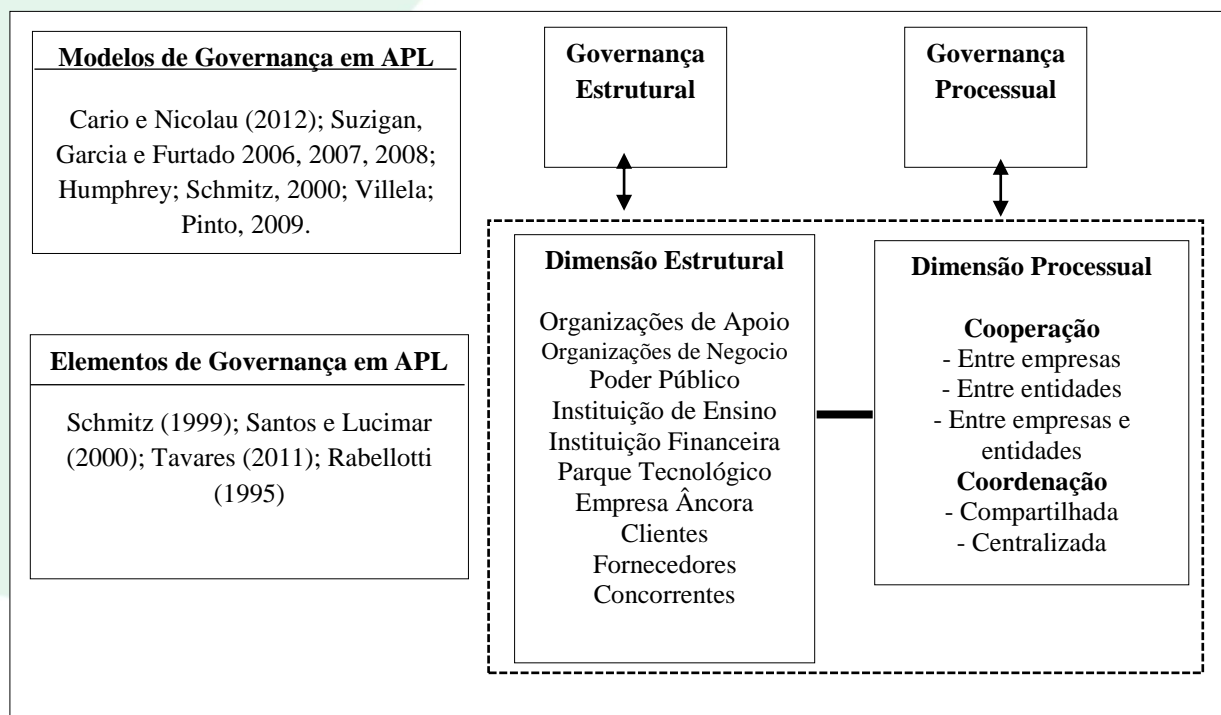 Modelos de Governança em APL
Cario e Nicolau (2012); Suzigan,
Garcia e Furtado 2006, 2007, 2008;
Humphrey; Schmitz, 2000; Villela;
Pinto, 2009.
Elementos de Governança em APL
Schmitz (1999); Santos e Lucimar
(2000); Tavares (2011); Rabellotti
(1995)
Governança
Estrutural
Governança
Processual
Dimensão Estrutural
Organizações de Apoio
Organizações de Negocio
Poder Público
Instituição de Ensino
Instituição Financeira
Parque Tecnológico
Empresa Âncora
Clientes
Fornecedores
Concorrentes
Dimensão Processual
Cooperação
- Entre empresas
- Entre entidades
- Entre empresas e
entidades
Coordenação
- Compartilhada
- Centralizada